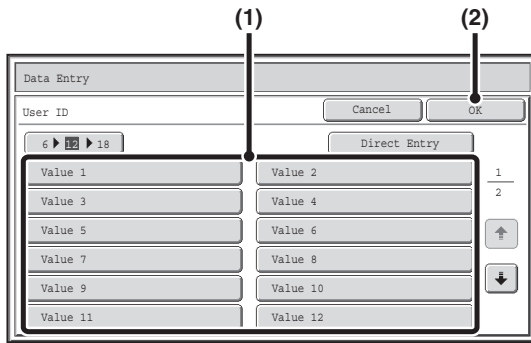 (1) (2)
Data Entry
User ID Cancel OK
6 12 18 Direct Entry
Value 1 Value 2 1
Value 3 Value 4 2
Value 5 Value 6
Value 7 Value 8
Value 9 Value 10
Value 11 Value 12